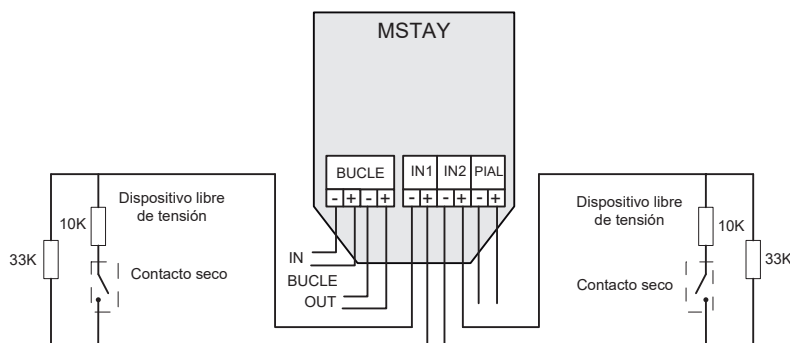 MSTAY
BUCLE IN1 IN2 PIAL
- + - + - + - + - +
Dispositivo libre
de tensión
10K
33K
Contacto seco
IN
BUCLE
OUT
Dispositivo libre
de tensión
10K
33K
Contacto seco